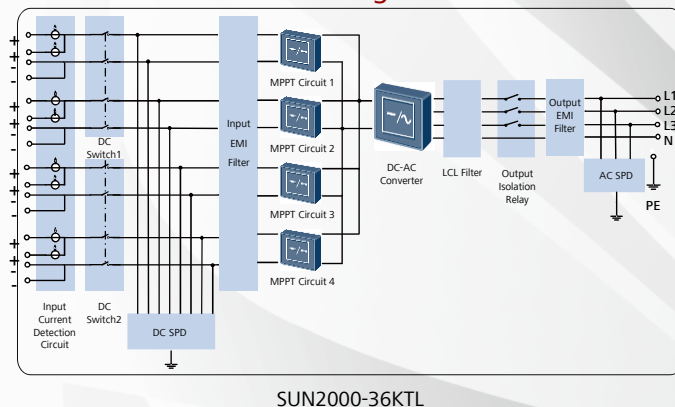 +
+
-
-
+
+
-
-
+
+
-
-
+
+
-
-
DC
Switch1
Input
EMI
Filter
MPPT Circuit 1
MPPT Circuit 2
MPPT Circuit 3
MPPT Circuit 4
DC-AC
Converter
LCL Filter
Output
Isolation
Relay
Output
EMI
Filter
L1
L2
L3
N
AC SPD
PE
Input
Current
Detection
Circuit
DC
Switch2
DC SPD
SUN2000-36KTL